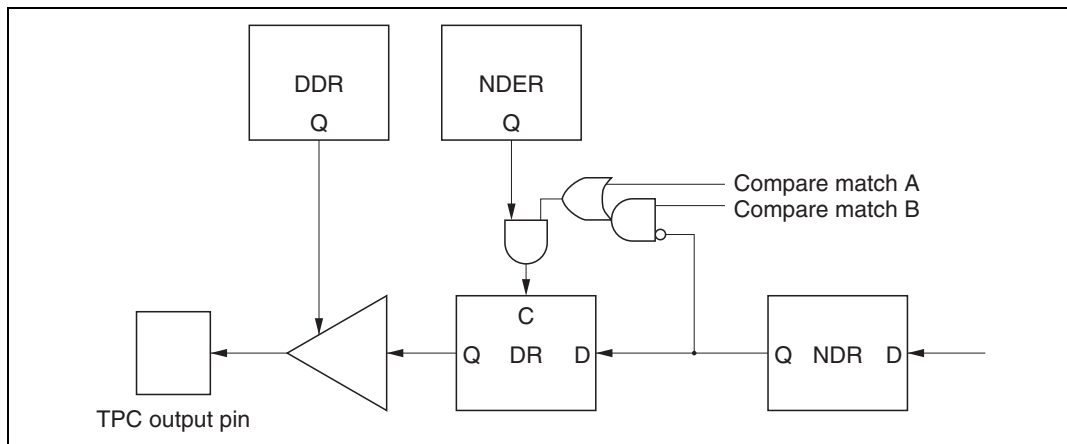 DDR
Q
NDER
Q
Compare match A
Compare match B
C
Q DR D
Q NDR D
TPC output pin